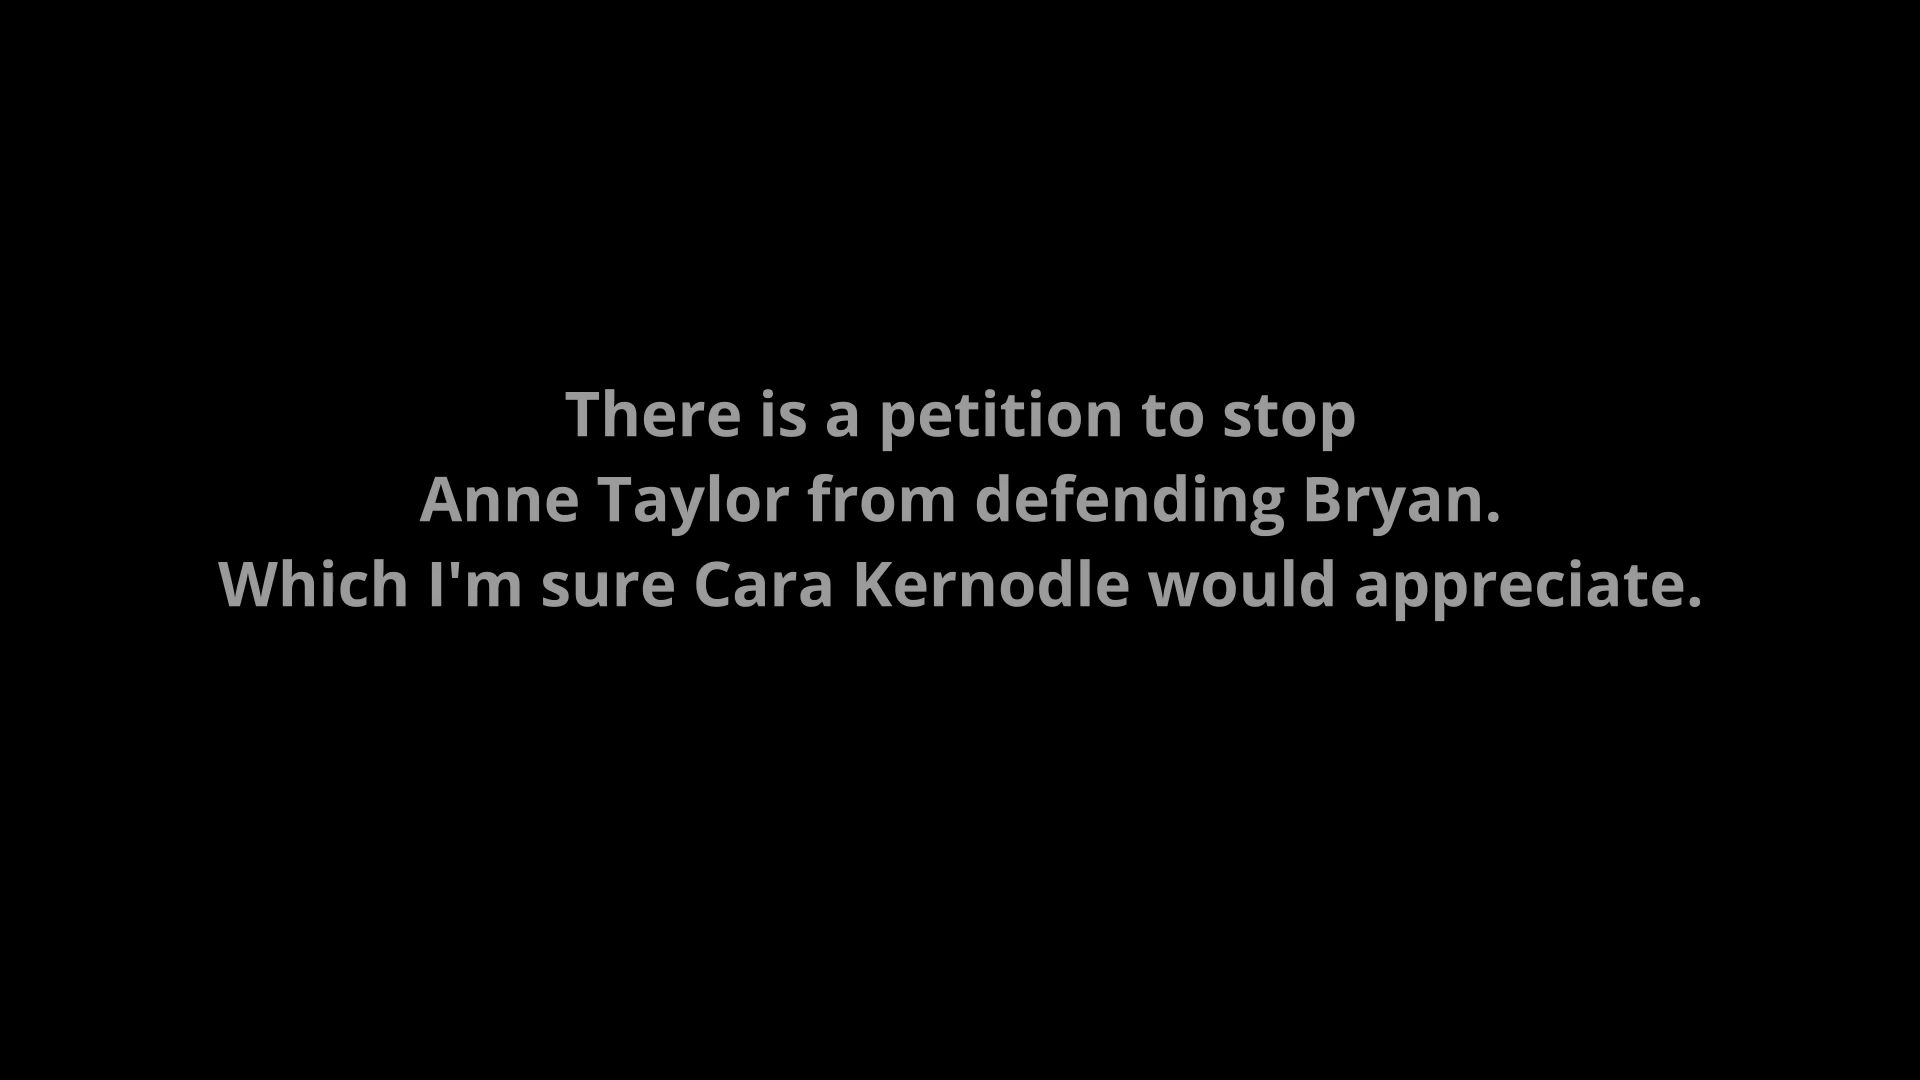 There is a petition to stop
Anne Taylor from defending Bryan.
Which I'm sure Cara Kernodle would appreciate.